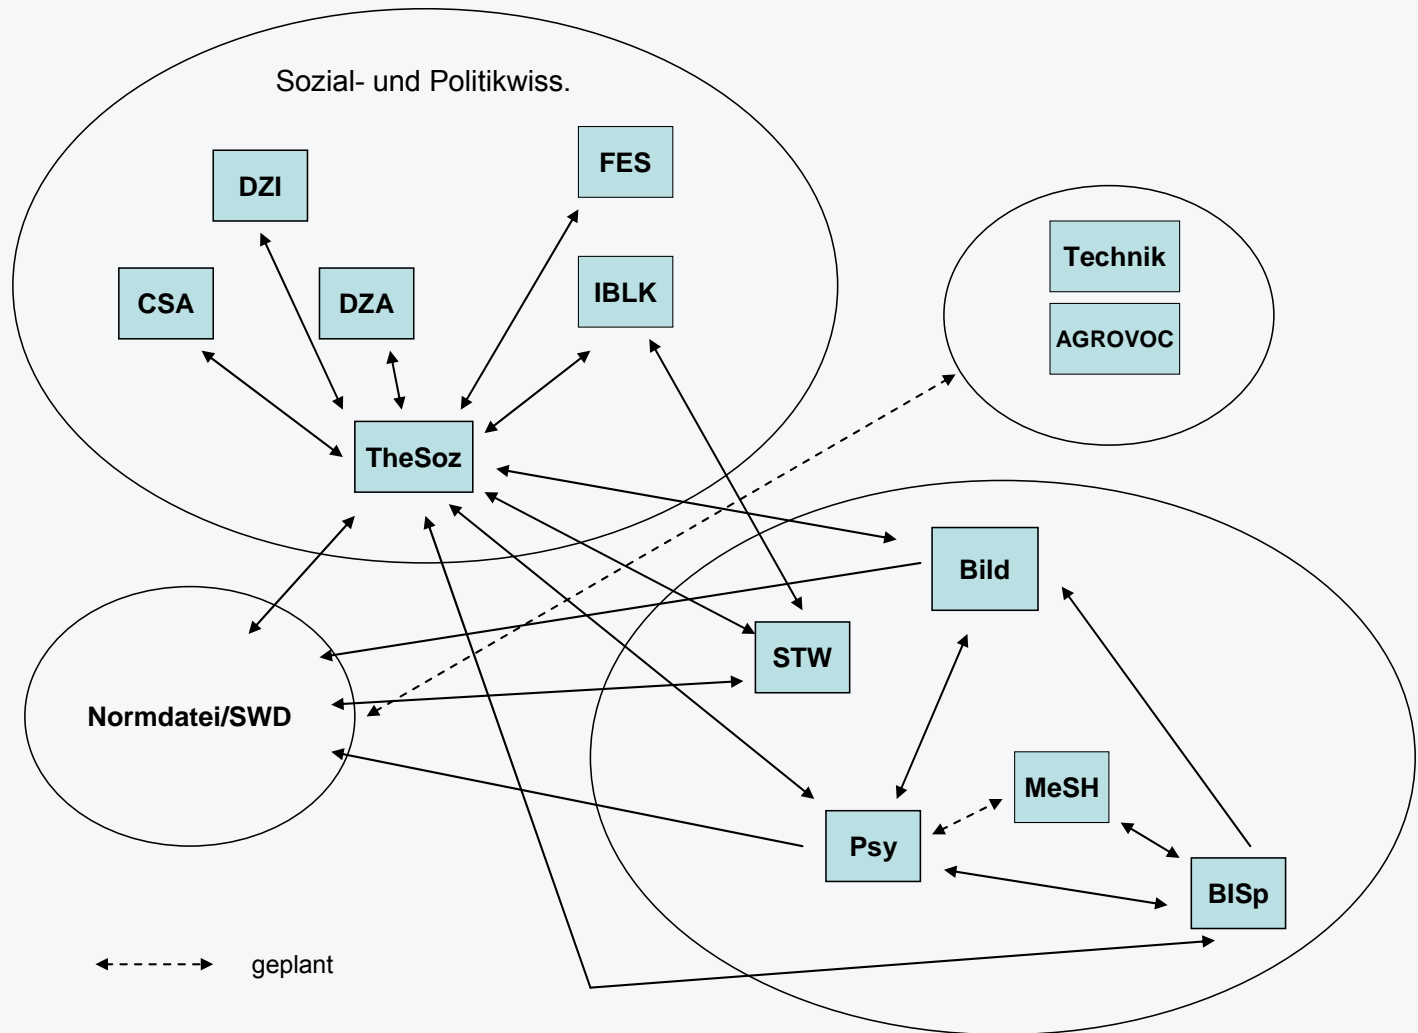 Sozial- und Politikwiss.
FES
DZI
Technik
IBLK
CSA
DZA
AGROVOC
TheSoz
Bild
STW
Normdatei/SWD
MeSH
Psy
BISp
geplant